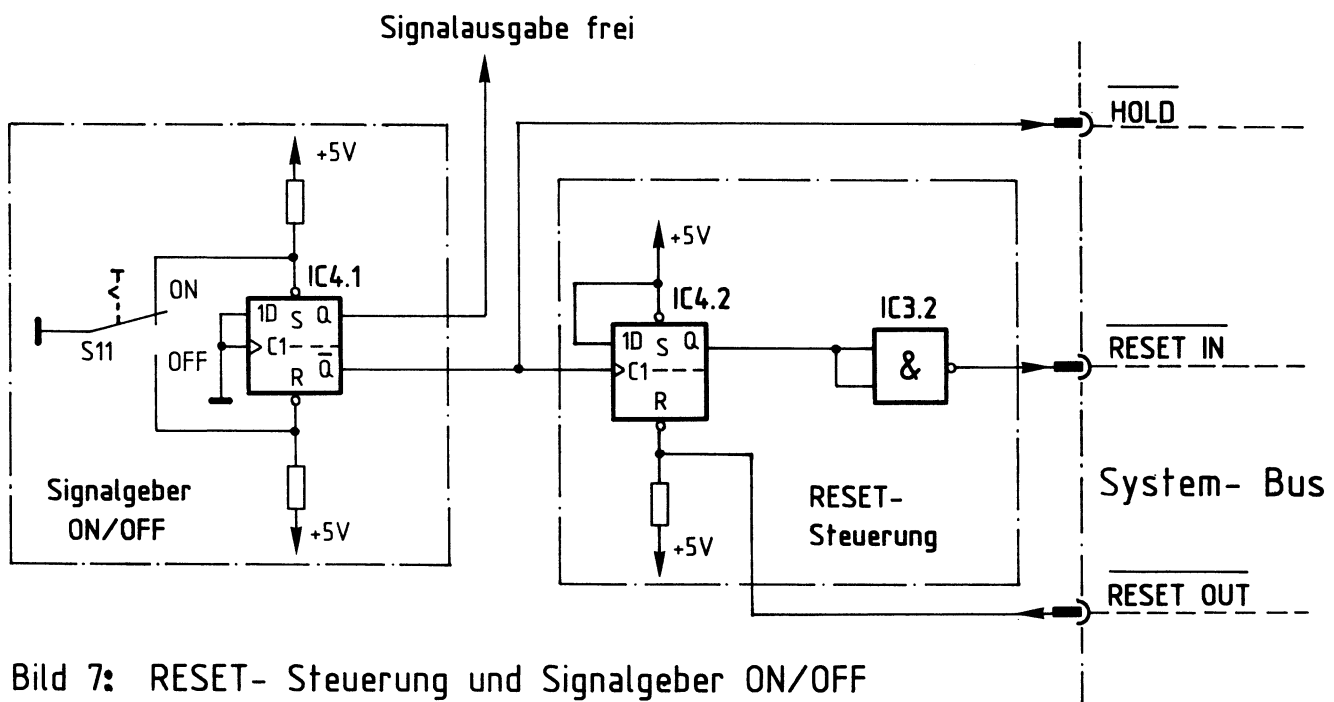 Signalausgabe frei
HOLD
+5V
+5V
IC4.1
ON
1D S Q
S11
C1
OFF
R Q̅
IC4.2
IC3.2
1D S Q
C1
&
R
RESET IN
Signalgeber
ON/OFF
+5V
RESET-
Steuerung
System- Bus
+5V
RESET OUT
Bild 7: RESET- Steuerung und Signalgeber ON/OFF